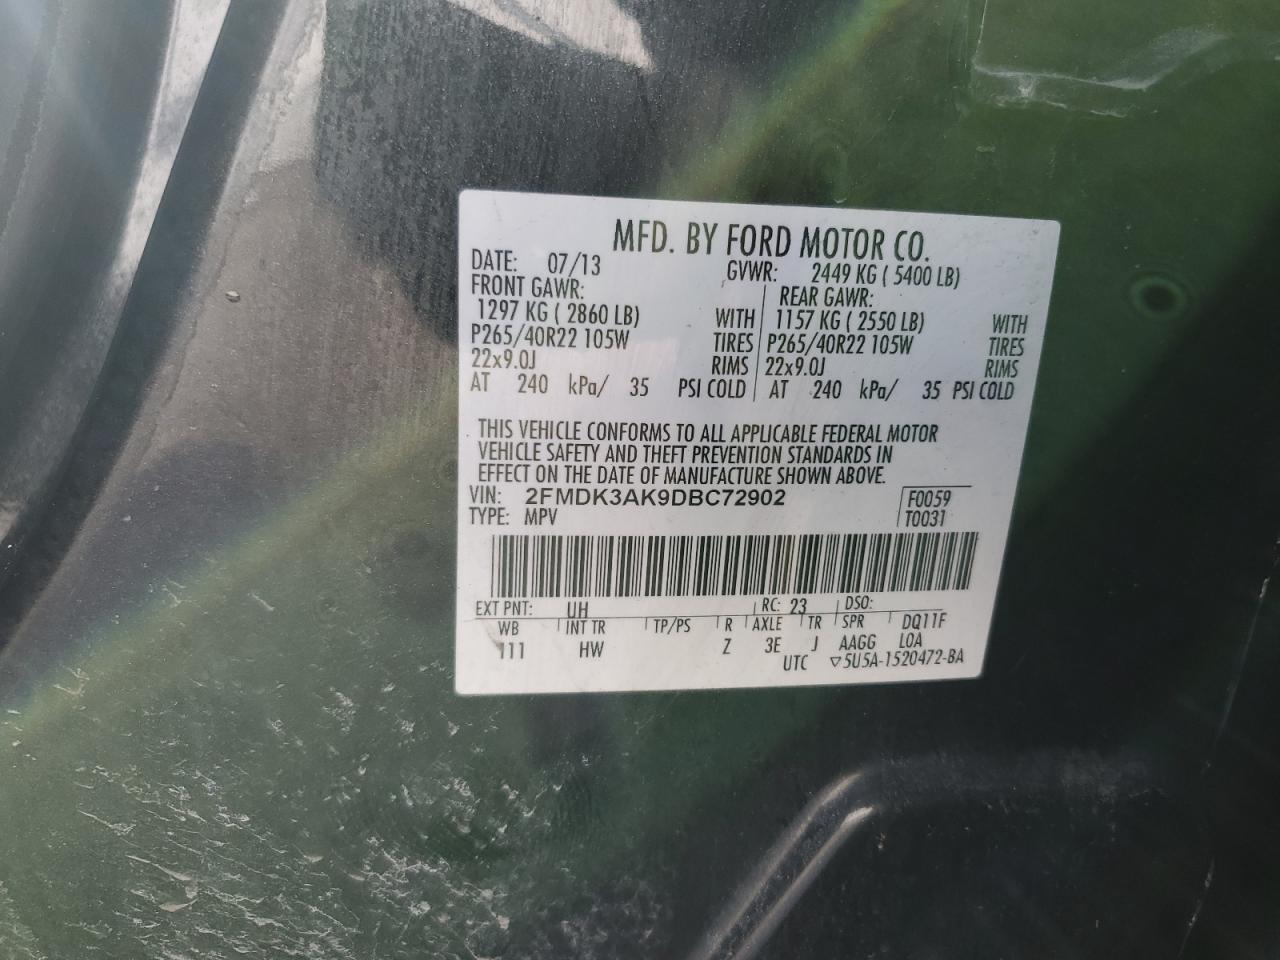 MFD. BY FORD MOTOR CO.
DATE: 07/13 GVWR: 2449 KG ( 5400 LB)
FRONT GAWR: REAR GAWR:
1297 KG ( 2860 LB) WITH 1157 KG ( 2550 LB) WITH
P265/40R22 105W TIRES P265/40R22 105W TIRES
22x9.0J RIMS 22x9.0J RIMS
AT 240 kPa/ 35 PSI COLD AT 240 kPa/ 35 PSI COLD
THIS VEHICLE CONFORMS TO ALL APPLICABLE FEDERAL MOTOR
VEHICLE SAFETY AND THEFT PREVENTION STANDARDS IN
EFFECT ON THE DATE OF MANUFACTURE SHOWN ABOVE.
VIN: 2FMDK3AK9DBC72902 F0059
TYPE: MPV T0031
EXT PNT: UH RC: 23 DSO:
WB INT TR TP/PS R AXLE TR SPR DQ11F
111 HW Z 3E J AAGG LOA
UTC ▽5U5A-1520472-BA